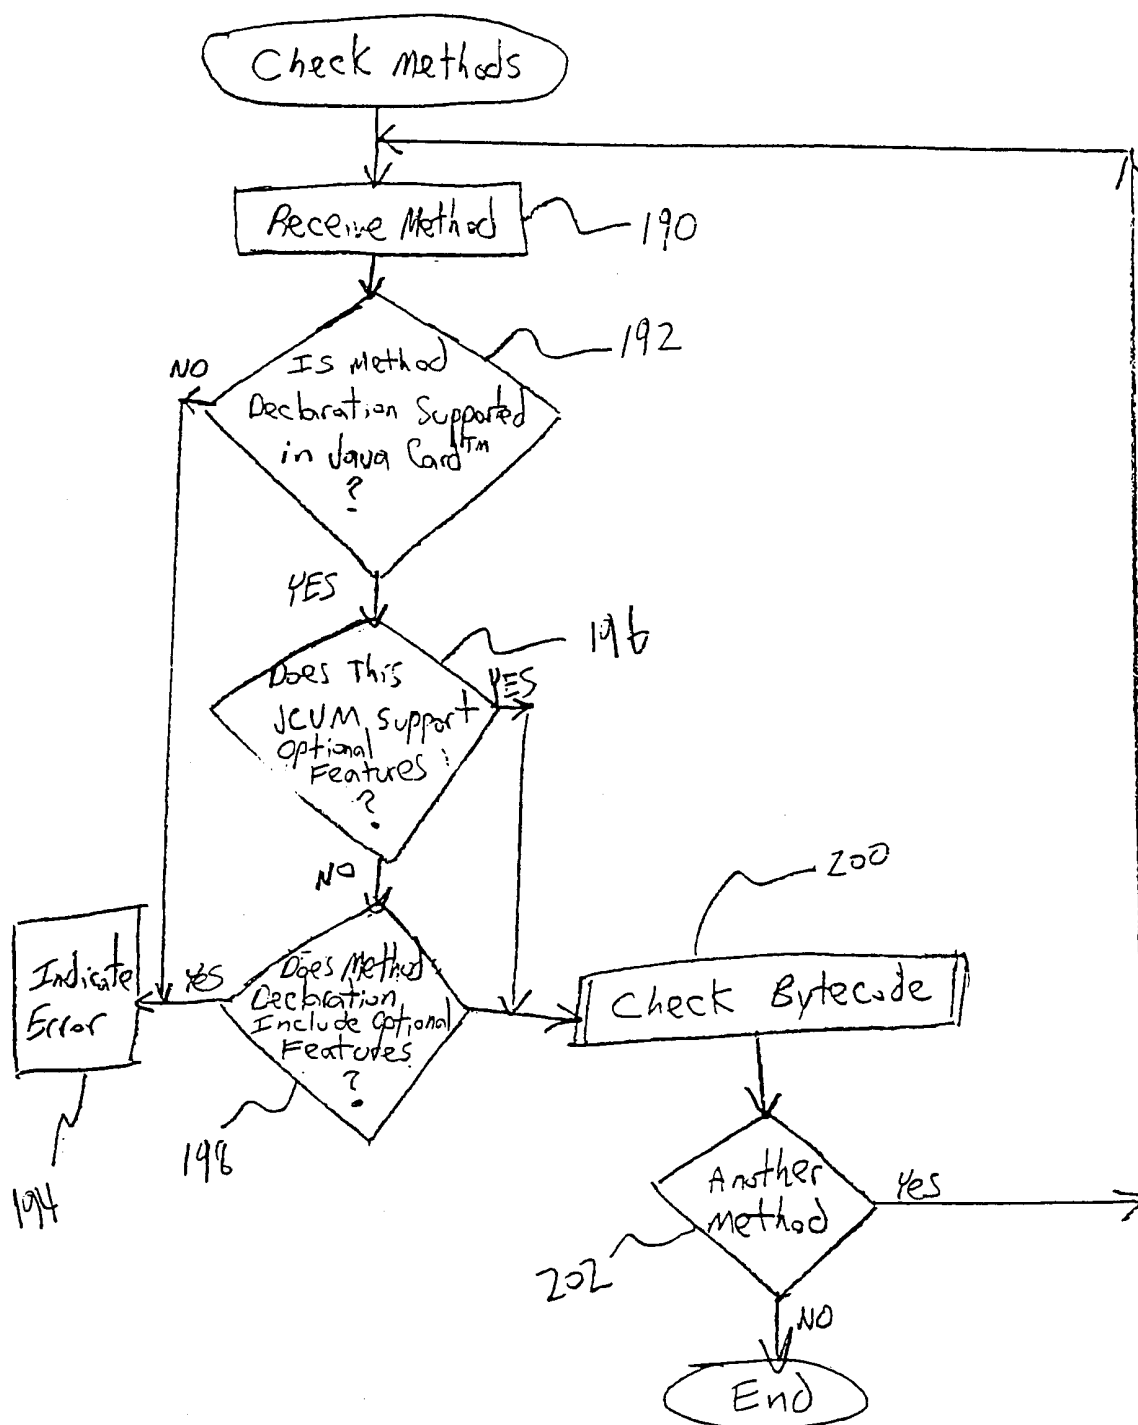 Check Methods
Receive Method
190
192
NO
Is Method
Declaration Supported
in Java Card™
?
YES
196
Does This
YES
JCVM Support
Optional
Features
?
NO
200
Indicate
Error
Yes
Does Method
Declaration
Include Optional
Features
?
Check Bytecode
198
194
Another
Method
Yes
202
NO
End